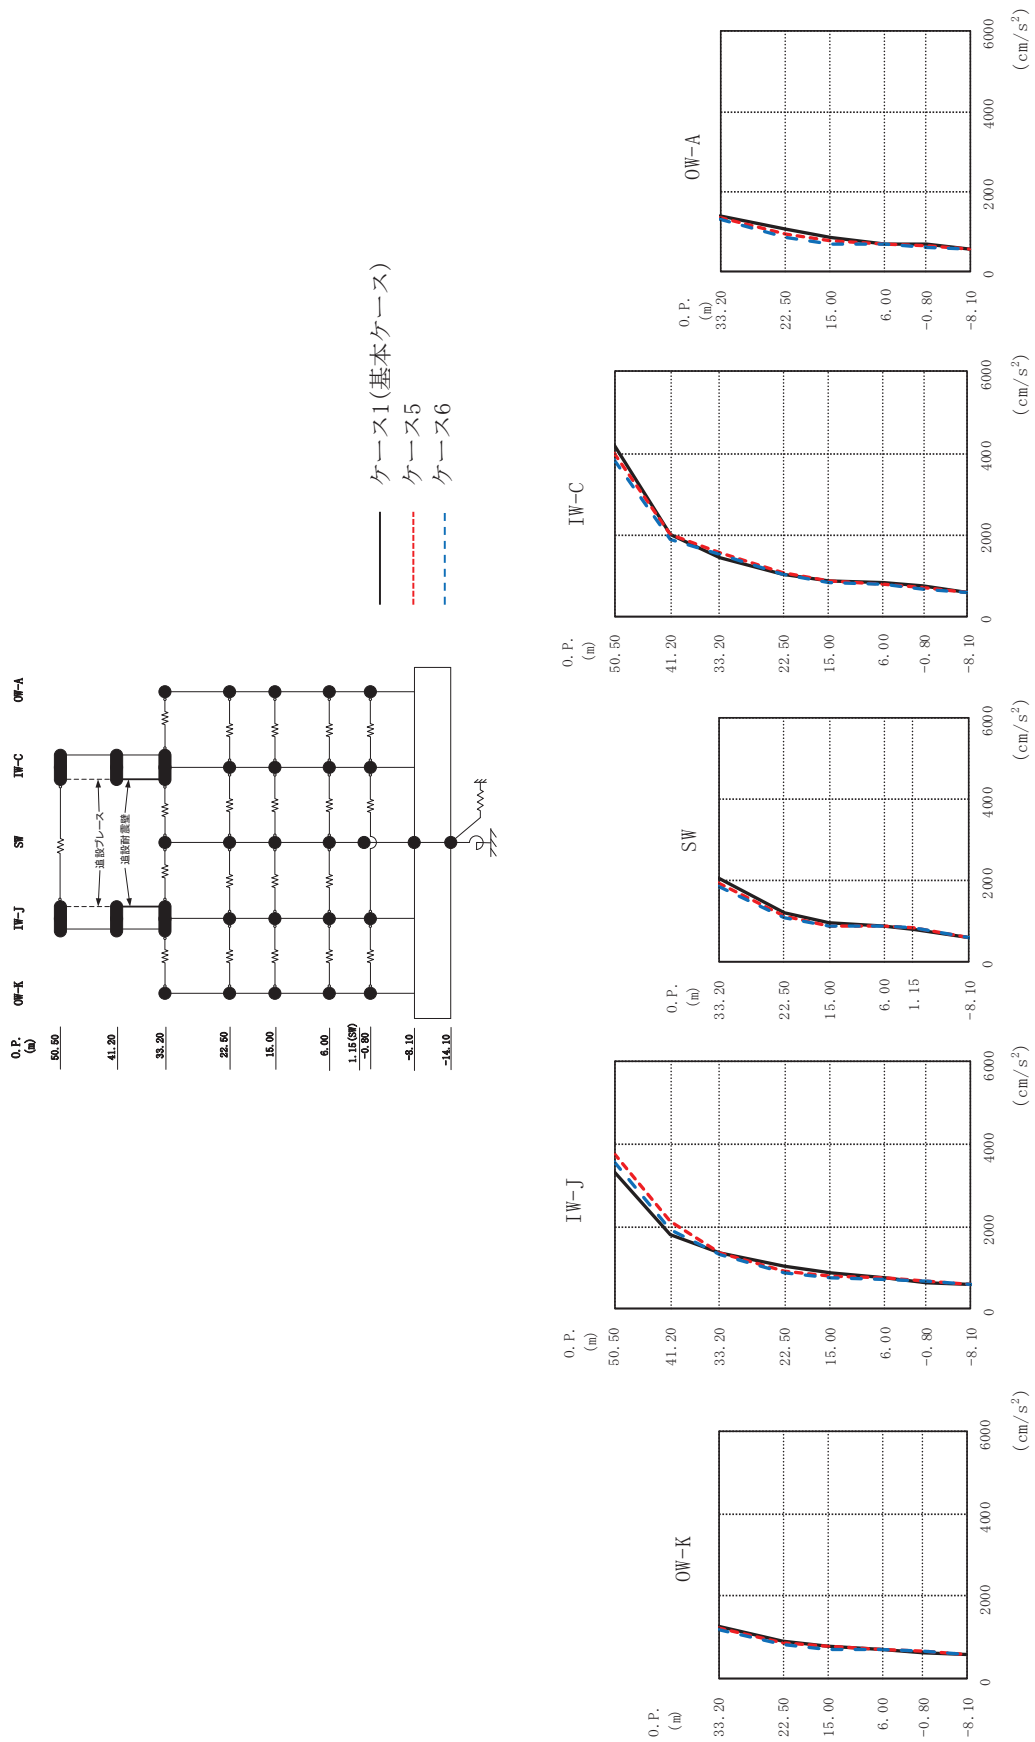 O.P.
(m)
OW-K
IW-J
SW
IW-C
OW-A
50.50
41.20
33.20
22.50
15.00
6.00
1.15(SW)
-0.80
-8.10
-14.10
追設ブレース
追設耐震壁
ケース1(基本ケース)
ケース5
ケース6
OW-K
O.P.
(m)
33.20
22.50
15.00
6.00
-0.80
-8.10
0
2000
4000
6000
(cm/s²)
IW-J
O.P.
(m)
50.50
41.20
33.20
22.50
15.00
6.00
-0.80
-8.10
0
2000
4000
6000
(cm/s²)
SW
O.P.
(m)
33.20
22.50
15.00
6.00
1.15
-8.10
0
2000
4000
6000
(cm/s²)
IW-C
O.P.
(m)
50.50
41.20
33.20
22.50
15.00
6.00
-0.80
-8.10
0
2000
4000
6000
(cm/s²)
OW-A
O.P.
(m)
33.20
22.50
15.00
6.00
-0.80
-8.10
0
2000
4000
6000
(cm/s²)